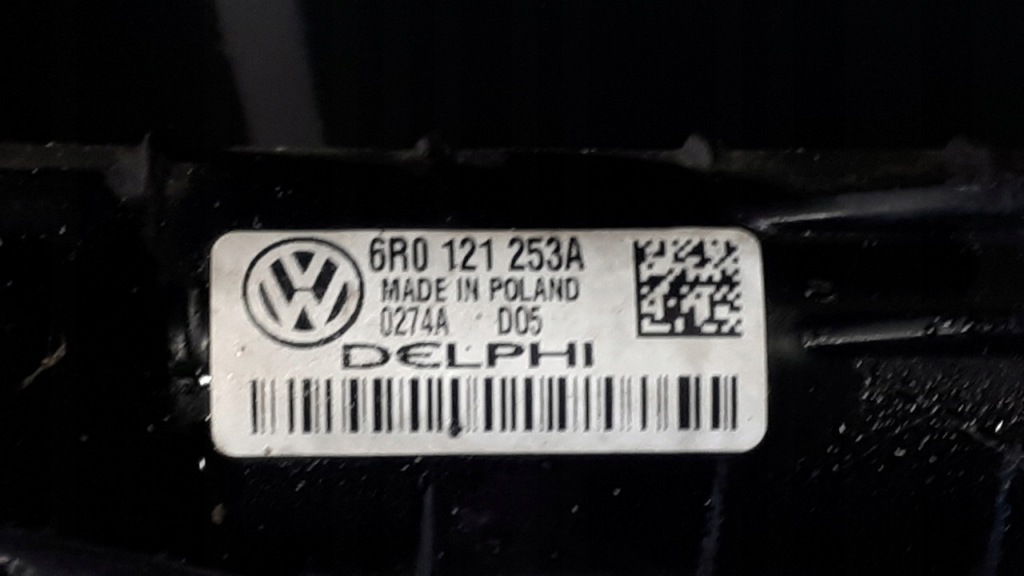 6R0 121 253A
MADE IN POLAND
0274A D05
DELPHI